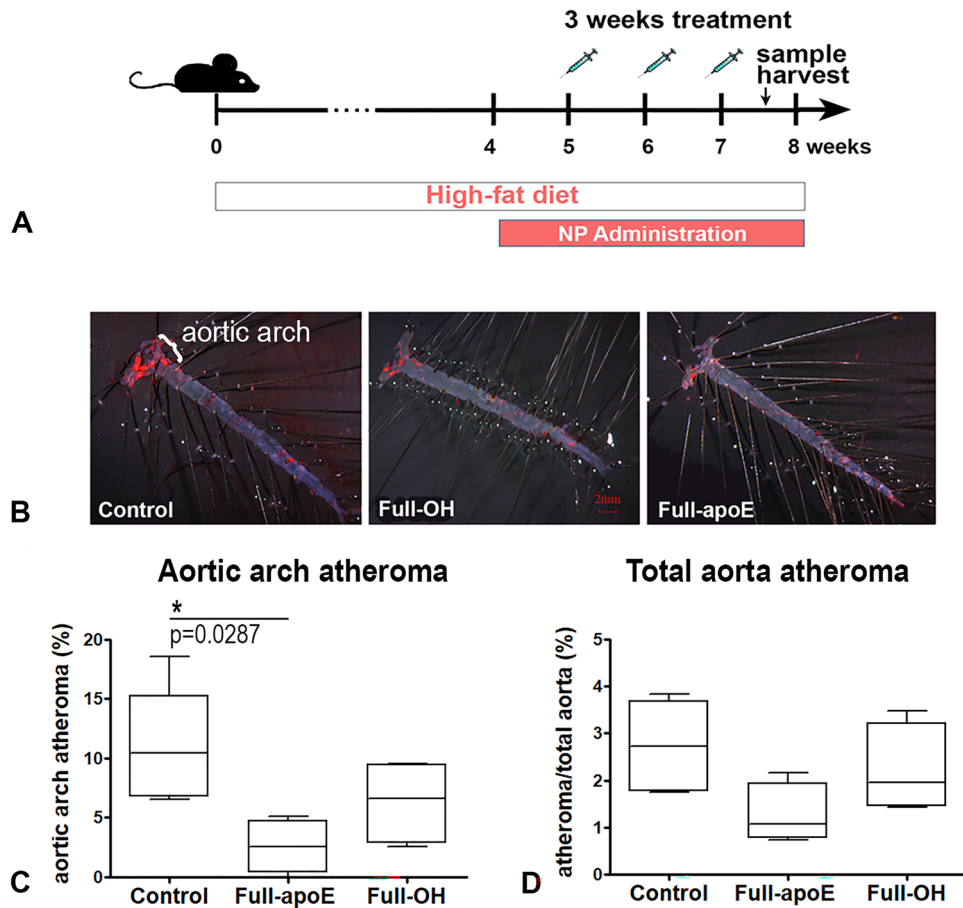 3 weeks treatment
sample
harvest
0
4
5
6
7
8 weeks
High-fat diet
NP Administration
A
aortic arch
Control
Full-OH
2mm
Full-apoE
B
Aortic arch atheroma
*
p=0.0287
aortic arch atheroma (%)
20
15
10
5
0
Control
Full-apoE
Full-OH
C
Total aorta atheroma
atheroma/total aorta (%)
5
4
3
2
1
0
Control
Full-apoE
Full-OH
D